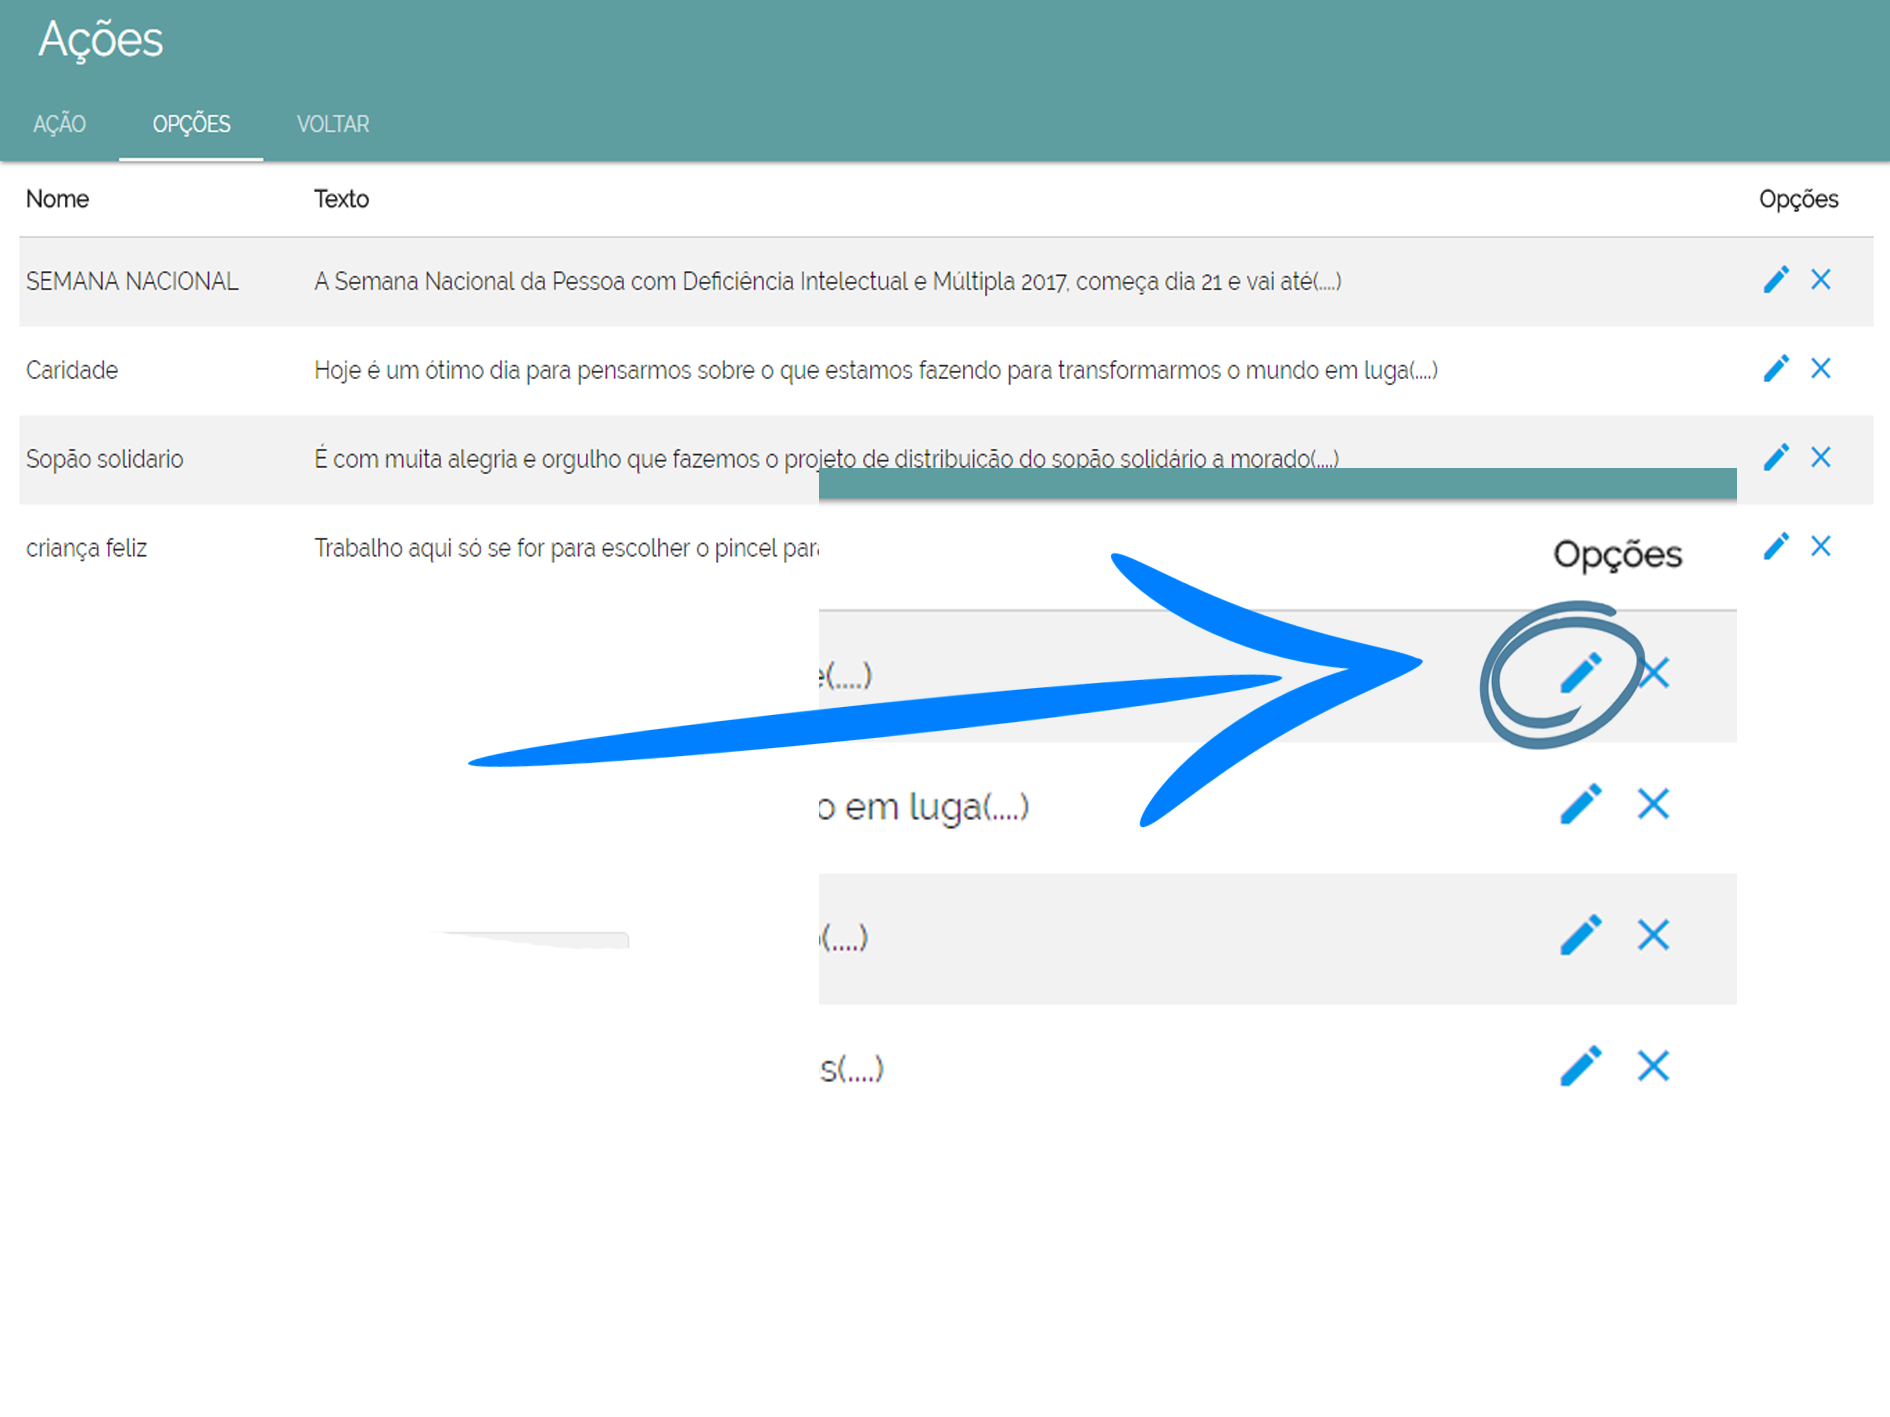 Ações
AÇÃO OPÇÕES VOLTAR
Nome Texto Opções
SEMANA NACIONAL A Semana Nacional da Pessoa com Deficiência Intelectual e Múltipla 2017, começa dia 21 e vai até(....)
Caridade Hoje é um ótimo dia para pensarmos sobre o que estamos fazendo para transformarmos o mundo em luga(....)
Sopão solidario É com muita alegria e orgulho que fazemos o projeto de distribuição do sopão solidário a morado(....)
criança feliz Trabalho aqui só se for para escolher o pincel para
Opções
é(....)
o em luga(....)
o(....)
s(....)